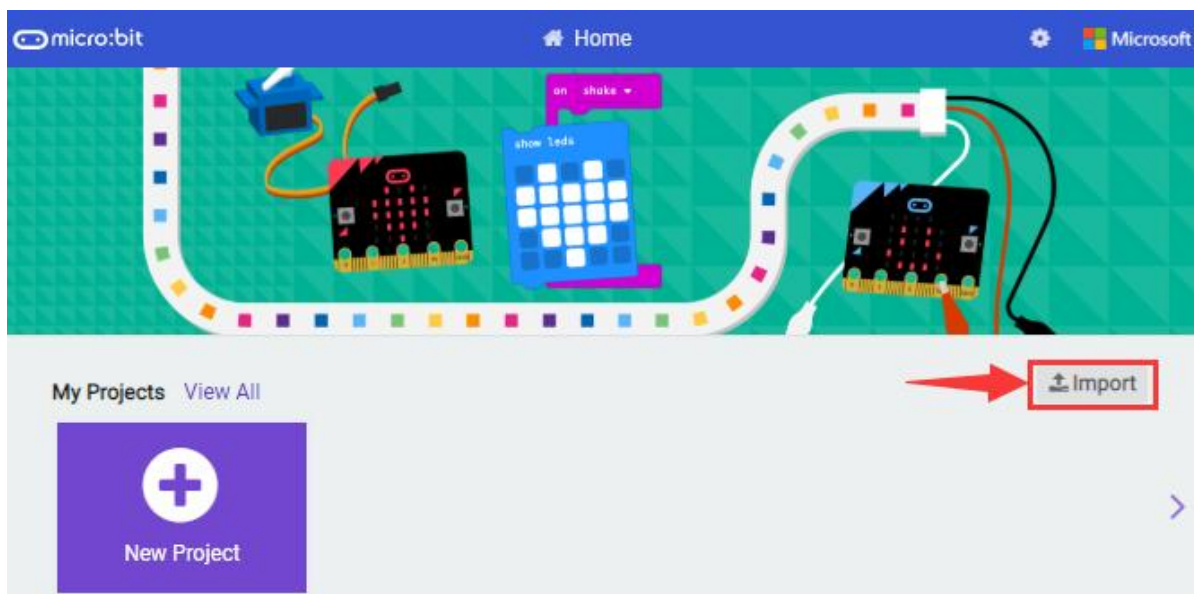 micro:bit
Home
Microsoft
on shake
show leds
My Projects View All
Import
New Project